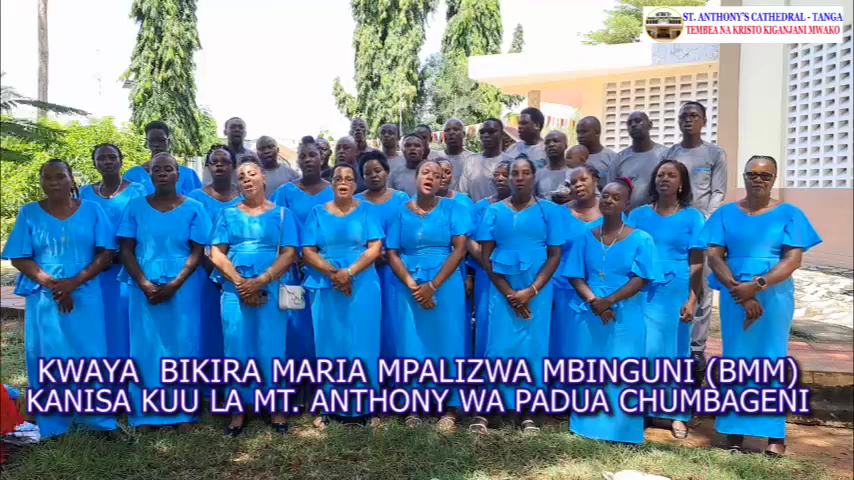 ST. ANTHONY'S CATHEDRAL - TANGA
TEMBEA NA KRISTO KIGANJANI MWAKO
KWAYA BIKIRA MARIA MPALIZWA MBINGUNI (BMM)
KANISA KUU LA MT. ANTHONY WA PADUA CHUMBAGENI